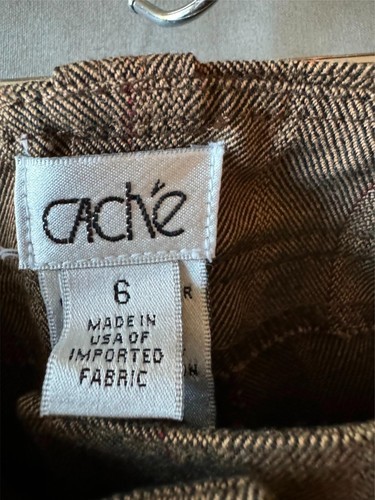 CACHÉ
6
MADE IN
USA OF
IMPORTED
FABRIC
R